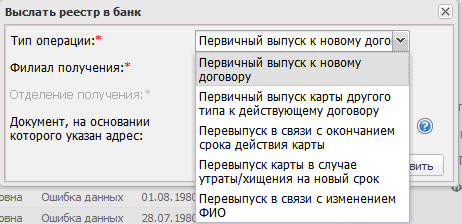 Выслать реестр в банк
Тип операции:*
Первичный выпуск к новому дого
Филиал получения:*
Первичный выпуск к новому
договору
Отделение получения:*
Первичный выпуск карты другого
типа к действующему договору
Документ, на основании
которого указан адрес:
Перевыпуск в связи с окончанием
срока действия карты
Перевыпуск карты в случае
утраты/хищения на новый срок
Перевыпуск в связи с изменением
ФИО
вить
овна Ошибка данных 01.08.1980
овна Ошибка данных 28.07.1980